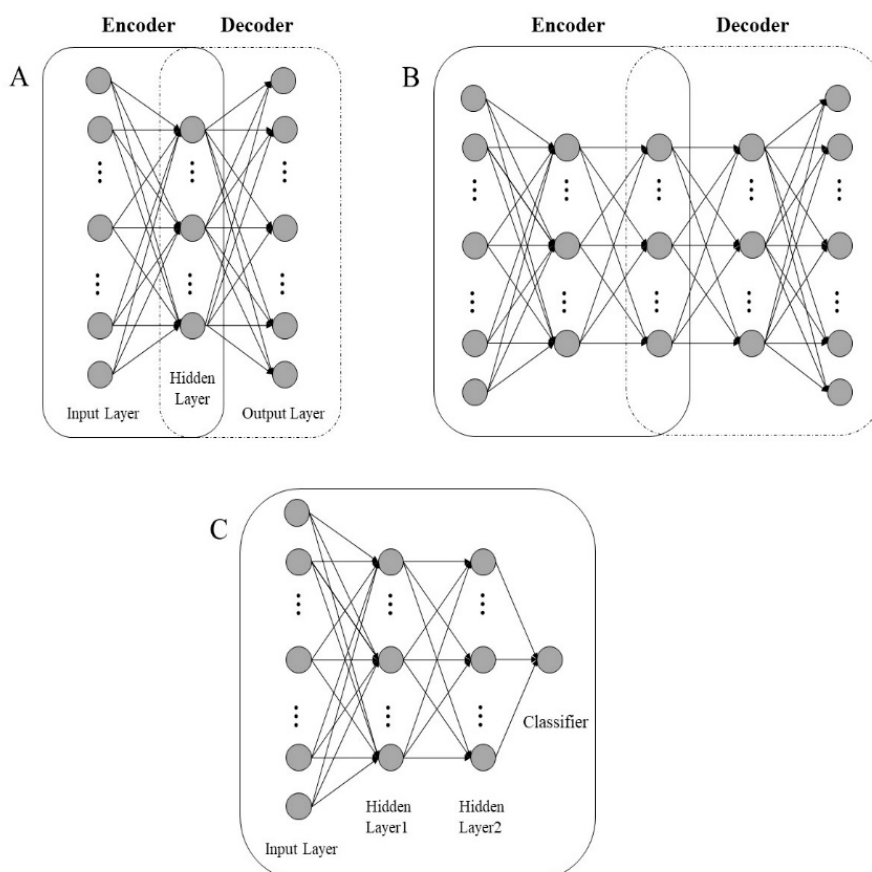 Encoder Decoder
Encoder Decoder
A
B
Hidden
Layer
Input Layer
Output Layer
C
Classifier
Hidden
Layer1
Hidden
Layer2
Input Layer